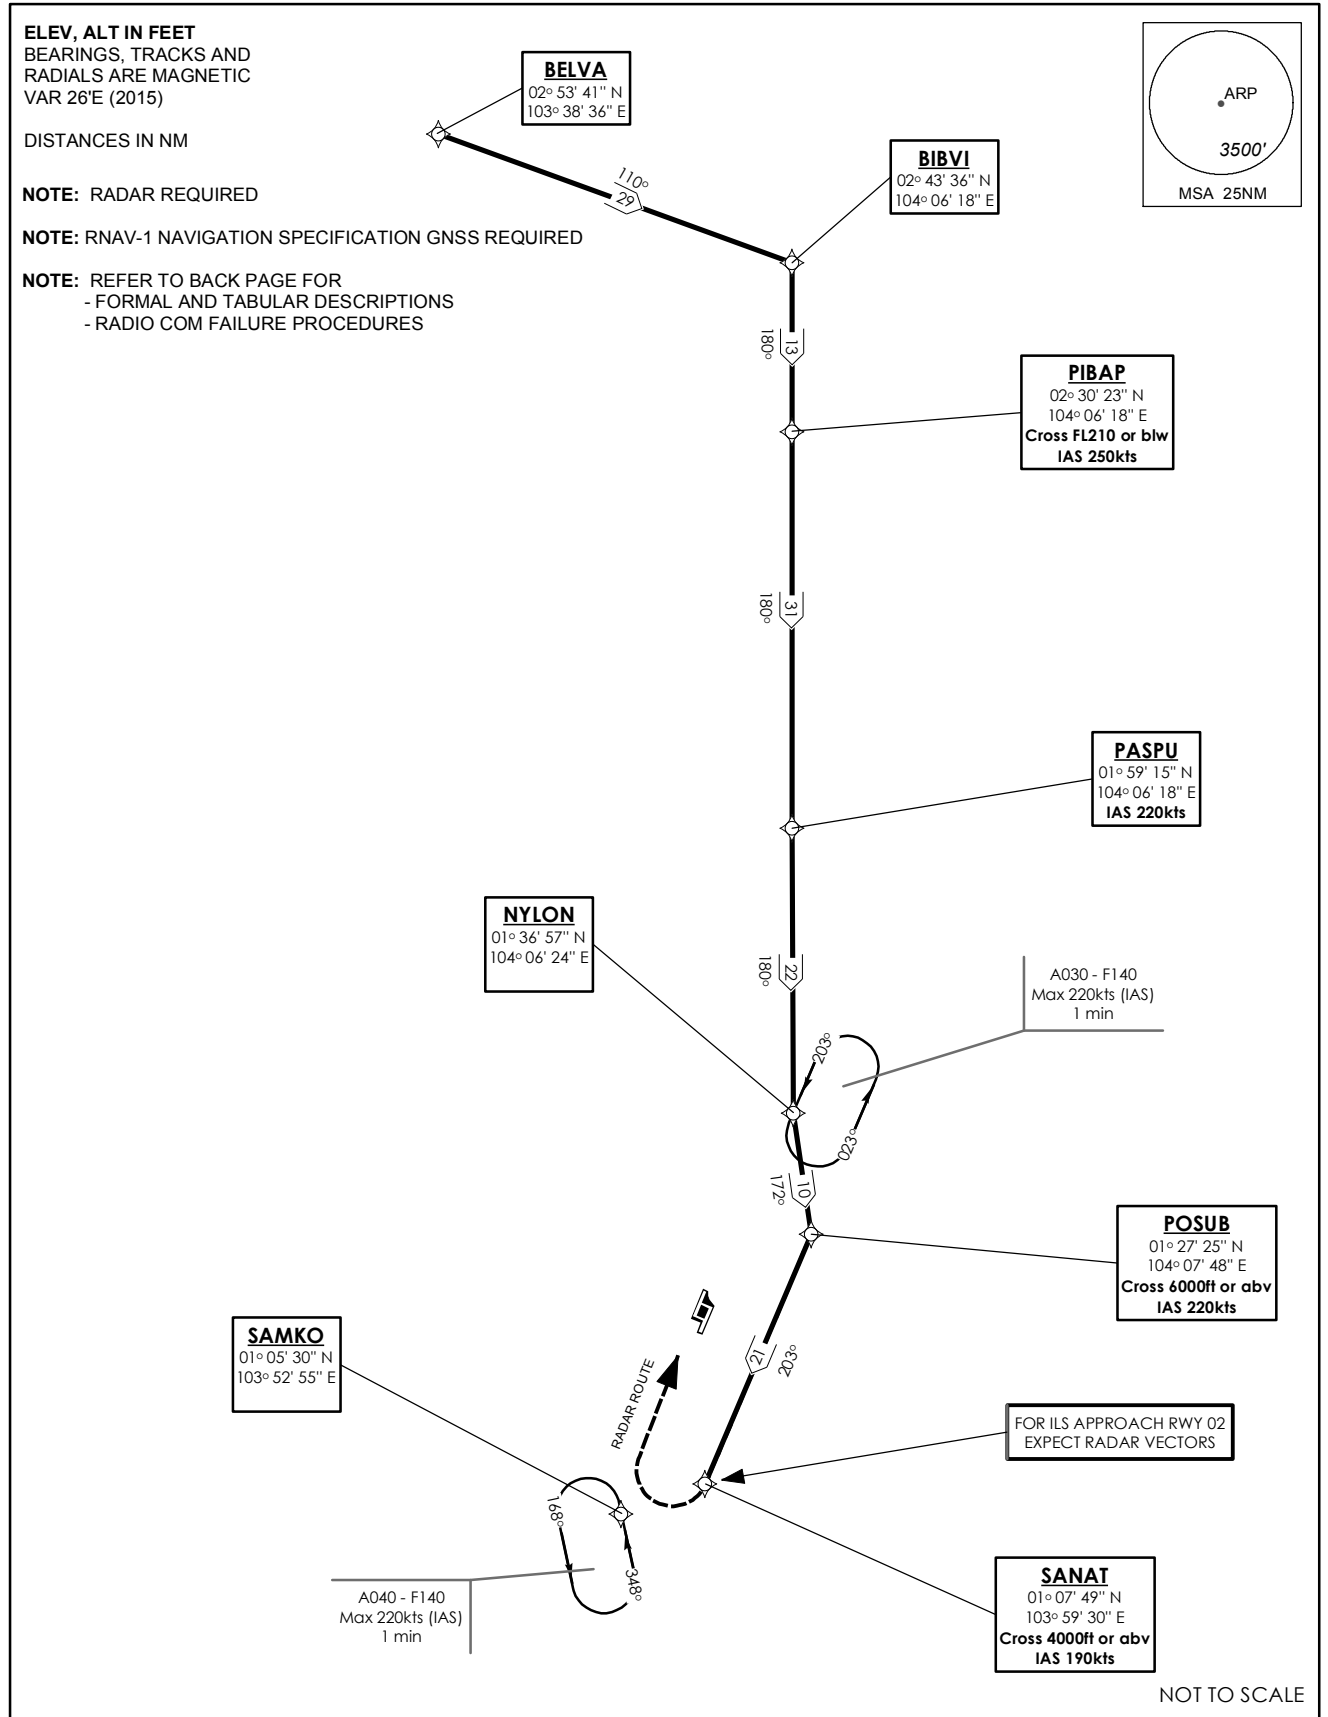 ELEV, ALT IN FEET
BEARINGS, TRACKS AND
RADIALS ARE MAGNETIC
VAR 26'E (2015)
DISTANCES IN NM
NOTE: RADAR REQUIRED
NOTE: RNAV-1 NAVIGATION SPECIFICATION GNSS REQUIRED
NOTE: REFER TO BACK PAGE FOR
- FORMAL AND TABULAR DESCRIPTIONS
- RADIO COM FAILURE PROCEDURES
BELVA
02° 53' 41" N
103° 38' 36" E
ARP
3500'
MSA 25NM
BIBVI
02° 43' 36" N
104° 06' 18" E
110°
29
13
180°
PIBAP
02° 30' 23" N
104° 06' 18" E
Cross FL210 or blw
IAS 250kts
31
180°
PASPU
01° 59' 15" N
104° 06' 18" E
IAS 220kts
NYLON
01° 36' 57" N
104° 06' 24" E
22
180°
A030 - F140
Max 220kts (IAS)
1 min
203°
023°
10
172°
POSUB
01° 27' 25" N
104° 07' 48" E
Cross 6000ft or abv
IAS 220kts
SAMKO
01° 05' 30" N
103° 52' 55" E
RADAR ROUTE
21
203°
FOR ILS APPROACH RWY 02
EXPECT RADAR VECTORS
168°
348°
A040 - F140
Max 220kts (IAS)
1 min
SANAT
01° 07' 49" N
103° 59' 30" E
Cross 4000ft or abv
IAS 190kts
NOT TO SCALE